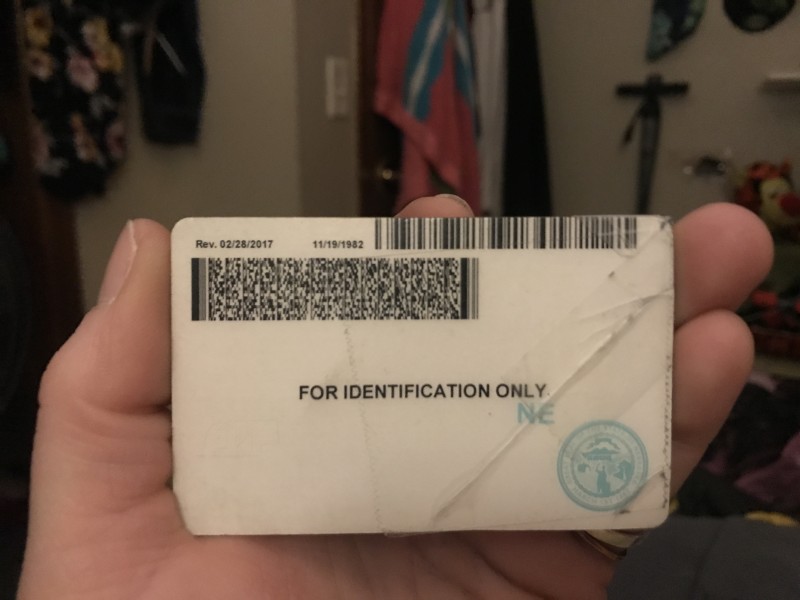 Rev. 02/28/2017 11/19/1982
FOR IDENTIFICATION ONLY.
NE